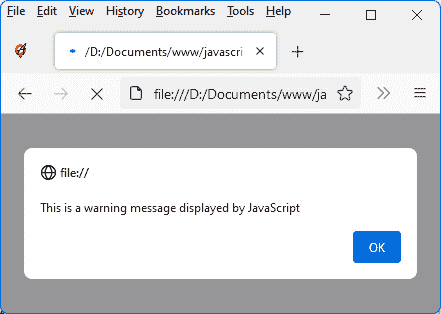 File Edit View History Bookmarks Tools Help
/D:/Documents/www/javascri
file:///D:/Documents/www/ja
file://
This is a warning message displayed by JavaScript
OK